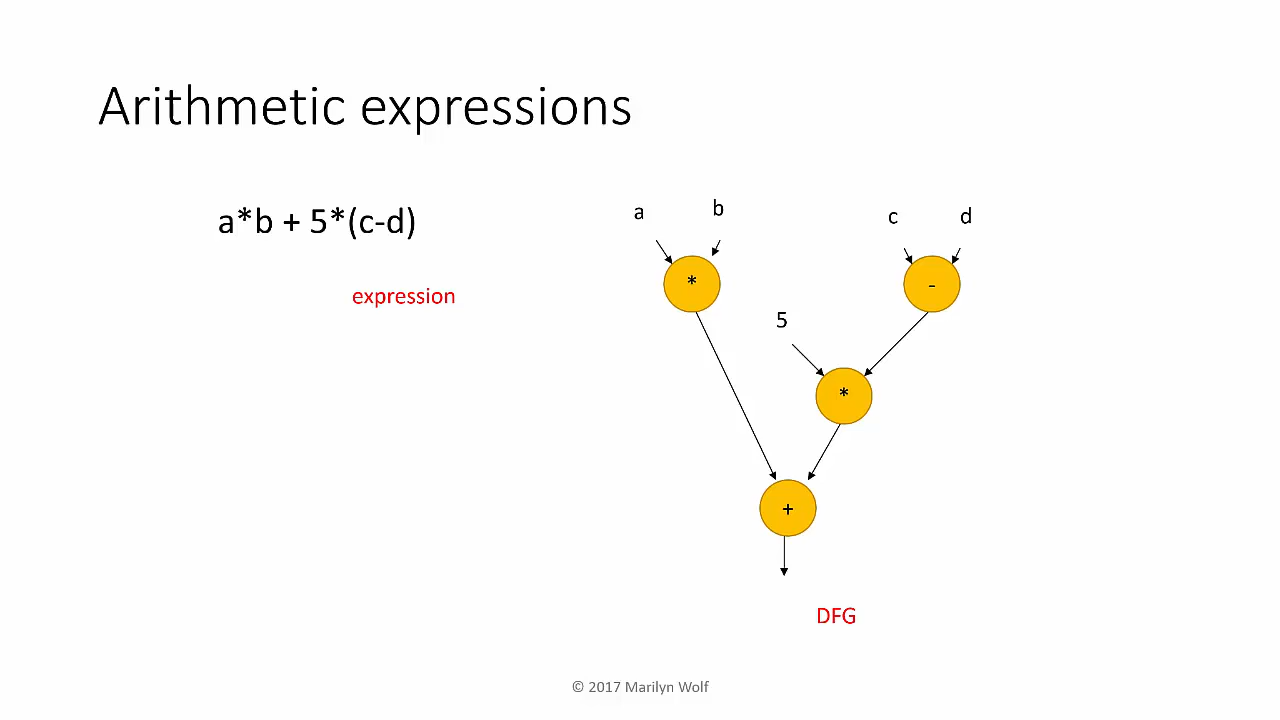 Arithmetic expressions
a*b + 5*(c-d)
expression
a
b
c
d
*
-
5
*
+
DFG
© 2017 Marilyn Wolf